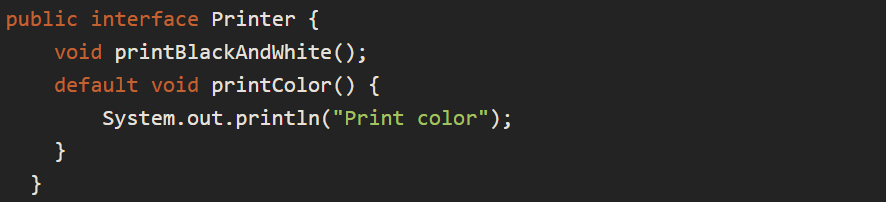 public interface Printer {
    void printBlackAndWhite();
    default void printColor() {
        System.out.println("Print color");
    }
  }